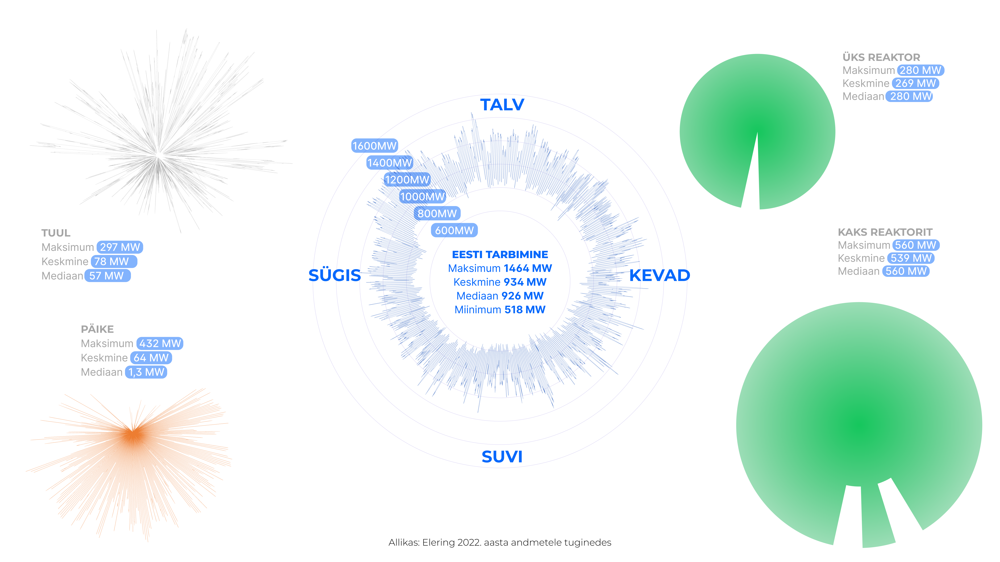 TUUL
Maksimum 297 MW
Keskmine 78 MW
Mediaan 57 MW
PÄIKE
Maksimum 432 MW
Keskmine 64 MW
Mediaan 1,3 MW
TALV
1600MW
1400MW
1200MW
1000MW
800MW
600MW
SÜGIS
KEVAD
EESTI TARBIMINE
Maksimum 1464 MW
Keskmine 934 MW
Mediaan 926 MW
Miinimum 518 MW
SUVI
ÜKS REAKTOR
Maksimum 280 MW
Keskmine 269 MW
Mediaan 280 MW
KAKS REAKTORIT
Maksimum 560 MW
Keskmine 539 MW
Mediaan 560 MW
Allikas: Elering 2022. aasta andmetele tuginedes